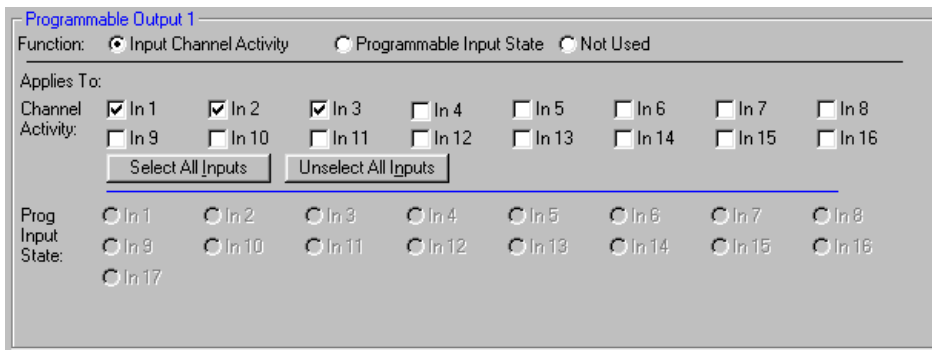 Programmable Output 1
Function: Input Channel Activity Programmable Input State Not Used
Applies To:
Channel Activity: In 1 In 2 In 3 In 4 In 5 In 6 In 7 In 8
In 9 In 10 In 11 In 12 In 13 In 14 In 15 In 16
Select All Inputs Unselect All Inputs
Prog Input State: In 1 In 2 In 3 In 4 In 5 In 6 In 7 In 8
In 9 In 10 In 11 In 12 In 13 In 14 In 15 In 16
In 17